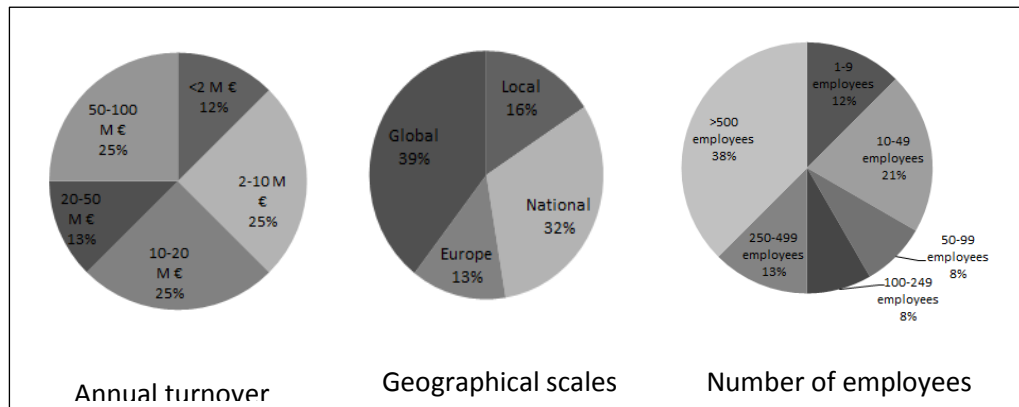 <2 M €
12%
2-10 M
€
25%
10-20
M €
25%
20-50
M €
13%
50-100
M €
25%
Annual turnover
Local
16%
National
32%
Europe
13%
Global
39%
Geographical scales
1-9
employees
12%
10-49
employees
21%
50-99
employees
8%
100-249
employees
8%
250-499
employees
13%
>500
employees
38%
Number of employees